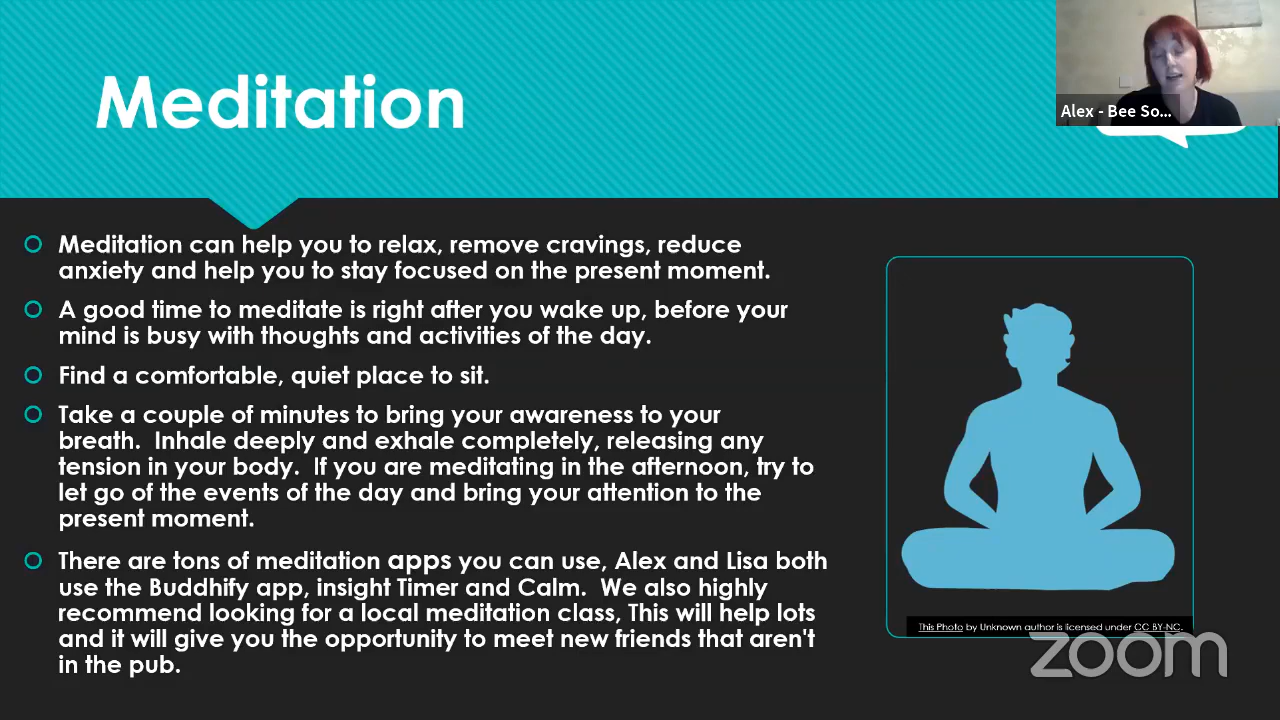 Meditation
Alex - Bee So...
Meditation can help you to relax, remove cravings, reduce
anxiety and help you to stay focused on the present moment.
A good time to meditate is right after you wake up, before your
mind is busy with thoughts and activities of the day.
Find a comfortable, quiet place to sit.
Take a couple of minutes to bring your awareness to your
breath.  Inhale deeply and exhale completely, releasing any
tension in your body.  If you are meditating in the afternoon, try to
let go of the events of the day and bring your attention to the
present moment.
There are tons of meditation apps you can use, Alex and Lisa both
use the Buddhify app, insight Timer and Calm.  We also highly
recommend looking for a local meditation class, This will help lots
and it will give you the opportunity to meet new friends that aren't
in the pub.
This Photo by Unknown author is licensed under CC BY-NC.
zoom